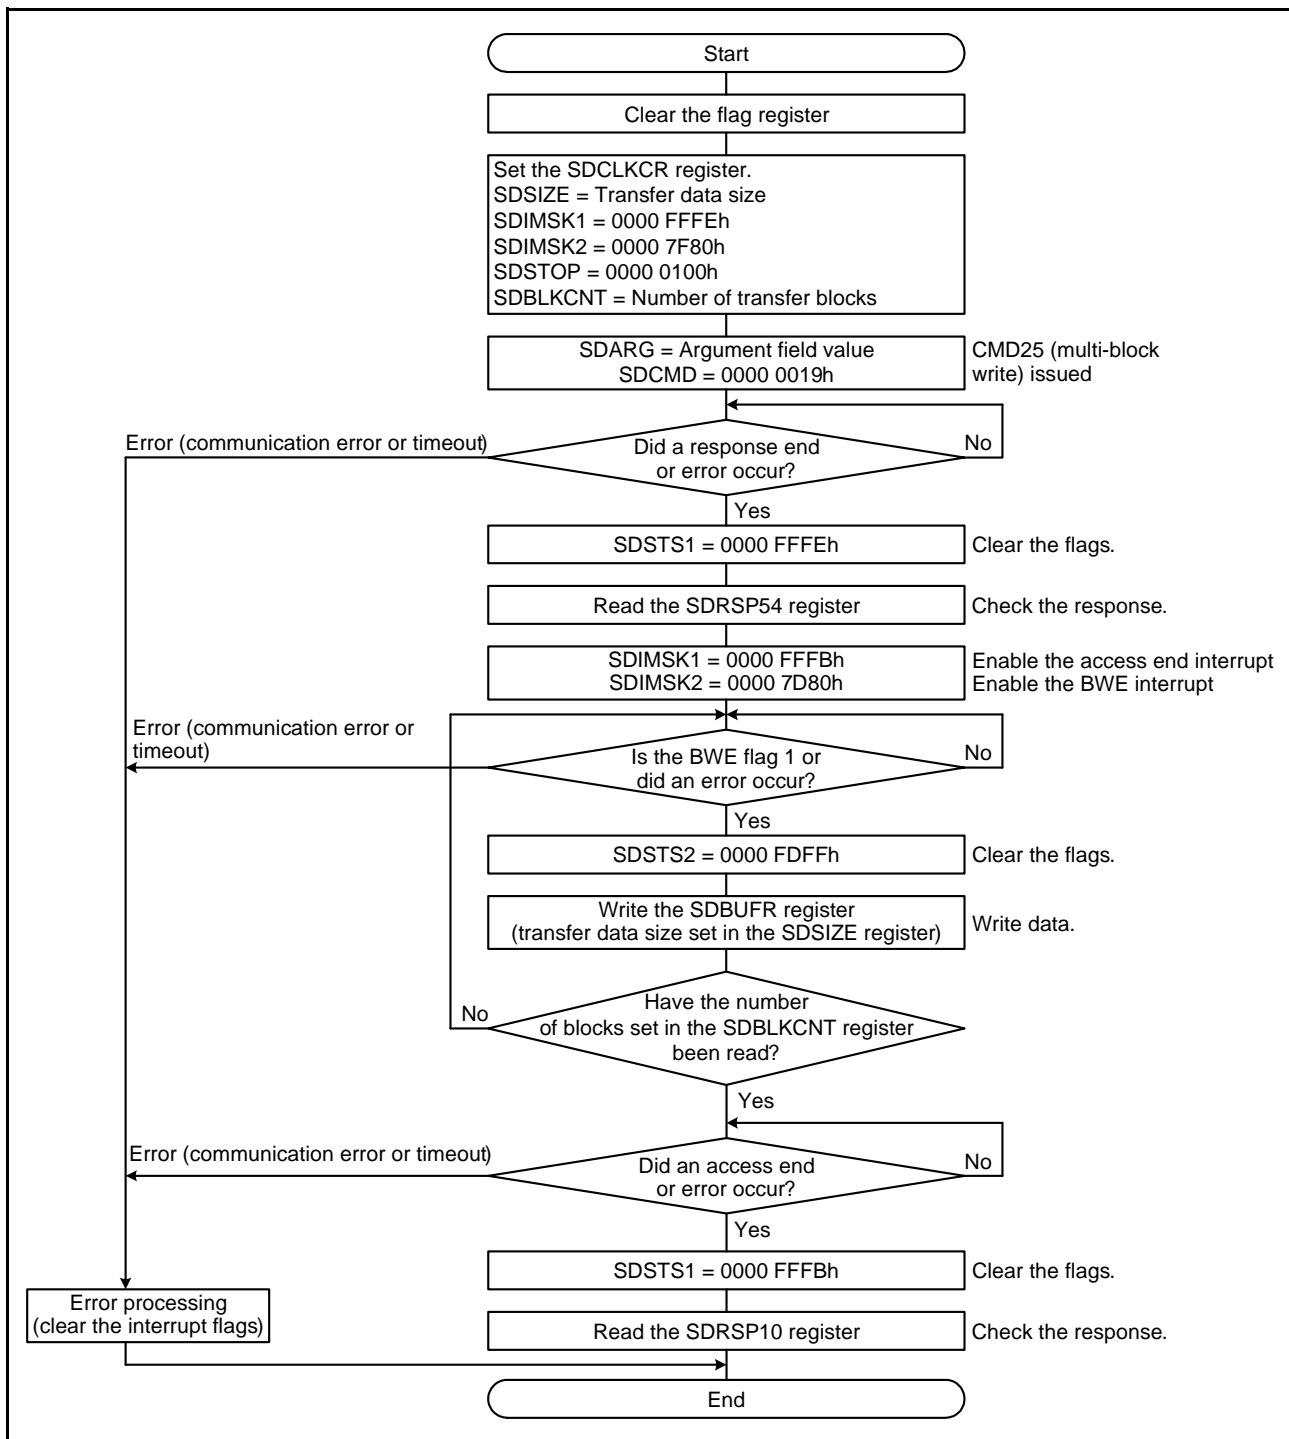 Start
Clear the flag register
Set the SDCLKCR register.
SDSIZE = Transfer data size
SDIMSK1 = 0000 FFFEh
SDIMSK2 = 0000 7F80h
SDSTOP = 0000 0100h
SDBLKCNT = Number of transfer blocks
SDARG = Argument field value
SDCMD = 0000 0019h
CMD25 (multi-block
write) issued
Error (communication error or timeout)
Did a response end
or error occur?
No
Yes
SDSTS1 = 0000 FFFEh
Clear the flags.
Read the SDRSP54 register
Check the response.
SDIMSK1 = 0000 FFFBh
SDIMSK2 = 0000 7D80h
Enable the access end interrupt
Enable the BWE interrupt
Error (communication error or
timeout)
Is the BWE flag 1 or
did an error occur?
No
Yes
SDSTS2 = 0000 FDFFh
Clear the flags.
Write the SDBUFR register
(transfer data size set in the SDSIZE register)
Write data.
No
Have the number
of blocks set in the SDBLKCNT register
been read?
Yes
Error (communication error or timeout)
Did an access end
or error occur?
No
Yes
SDSTS1 = 0000 FFFBh
Clear the flags.
Error processing
(clear the interrupt flags)
Read the SDRSP10 register
Check the response.
End